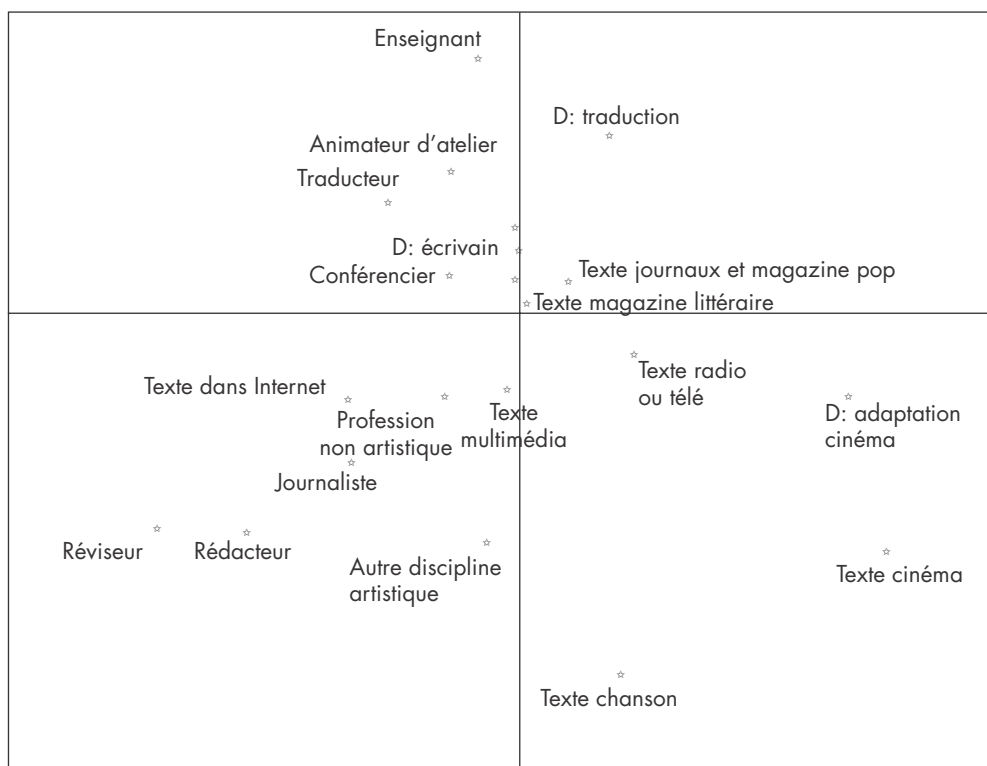 Enseignant
D: traduction
Animateur d'atelier
Traducteur
D: écrivain
Conférencier
Texte journaux et magazine pop
Texte magazine littéraire
Texte radio
ou télé
Texte dans Internet
Profession
non artistique
Texte
multimédia
D: adaptation
cinéma
Journaliste
Réviseur
Rédacteur
Autre discipline
artistique
Texte cinéma
Texte chanson